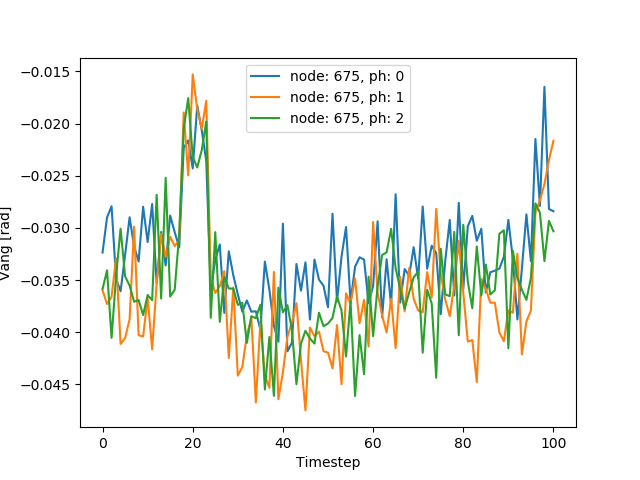 −0.015
−0.020
−0.025
−0.030
−0.035
−0.040
−0.045
Vang [rad]
node: 675, ph: 0
node: 675, ph: 1
node: 675, ph: 2
0
20
40
60
80
100
Timestep